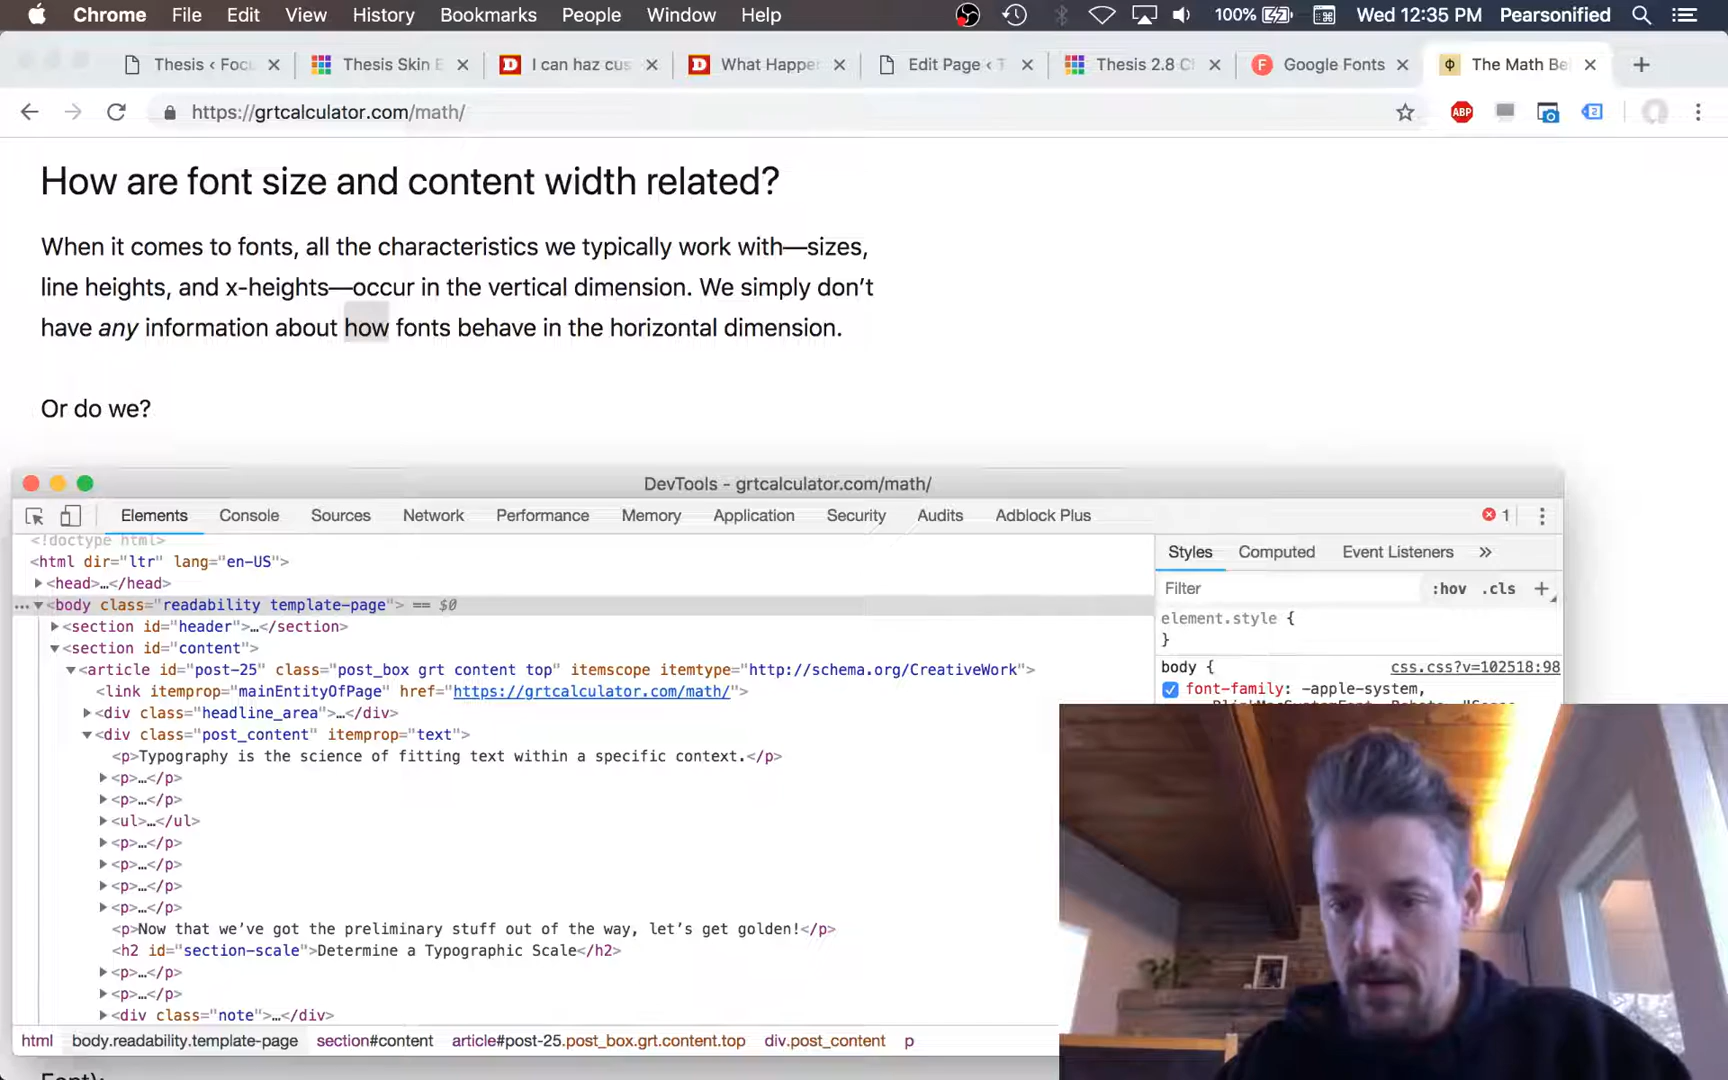 Chrome File Edit View History Bookmarks People Window Help 100% Wed 12:35 PM Pearsonified
Thesis ‹ Foc Thesis Skin E I can haz cus What Happer Edit Page ‹ T Thesis 2.8 C Google Fonts The Math Be
https://grtcalculator.com/math/ ABP
How are font size and content width related?
When it comes to fonts, all the characteristics we typically work with—sizes,
line heights, and x-heights—occur in the vertical dimension. We simply don’t
have any information about how fonts behave in the horizontal dimension.
Or do we?
DevTools - grtcalculator.com/math/
Elements Console Sources Network Performance Memory Application Security Audits Adblock Plus 1
<!doctype html>
<html dir="ltr" lang="en-US">
<head>…</head>
… <body class="readability template-page"> == $0
<section id="header">…</section>
<section id="content">
<article id="post-25" class="post_box grt content top" itemscope itemtype="http://schema.org/CreativeWork">
<link itemprop="mainEntityOfPage" href="https://grtcalculator.com/math/">
<div class="headline_area">…</div>
<div class="post_content" itemprop="text">
<p>Typography is the science of fitting text within a specific context.</p>
<p>…</p>
<p>…</p>
<ul>…</ul>
<p>…</p>
<p>…</p>
<p>…</p>
<p>…</p>
<p>Now that we’ve got the preliminary stuff out of the way, let’s get golden!</p>
<h2 id="section-scale">Determine a Typographic Scale</h2>
<p>…</p>
<p>…</p>
<div class="note">…</div>
html body.readability.template-page section#content article#post-25.post_box.grt.content.top div.post_content p
Styles Computed Event Listeners »
Filter :hov .cls +
element.style {
}
body { css.css?v=102518:98
font-family: -apple-system,